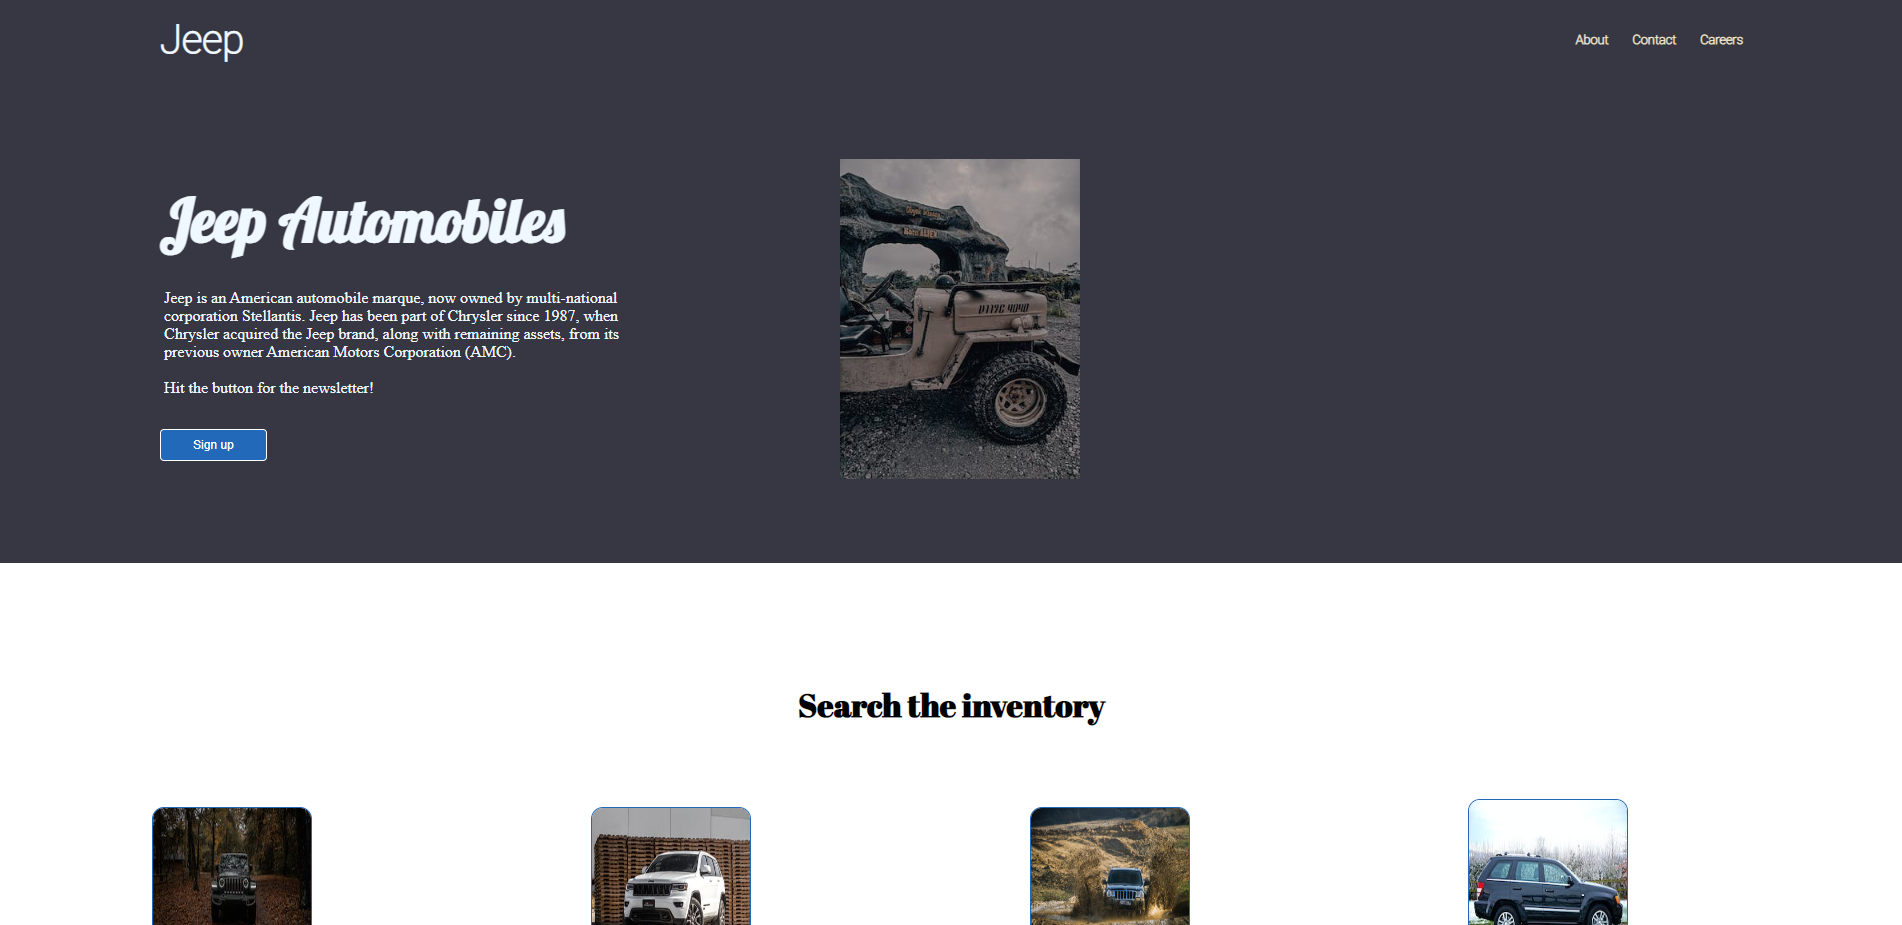 Jeep
About Contact Careers
Jeep Automobiles
Jeep is an American automobile marque, now owned by multi-national
corporation Stellantis. Jeep has been part of Chrysler since 1987, when
Chrysler acquired the Jeep brand, along with remaining assets, from its
previous owner American Motors Corporation (AMC).
Hit the button for the newsletter!
Sign up
Search the inventory